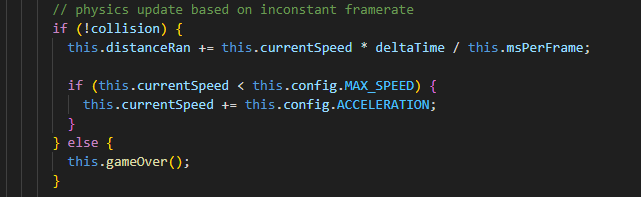 // physics update based on inconstant framerate
if (!collision) {
this.distanceRan += this.currentSpeed * deltaTime / this.msPerFrame;
if (this.currentSpeed < this.config.MAX_SPEED) {
this.currentSpeed += this.config.ACCELERATION;
}
} else {
this.gameOver();
}